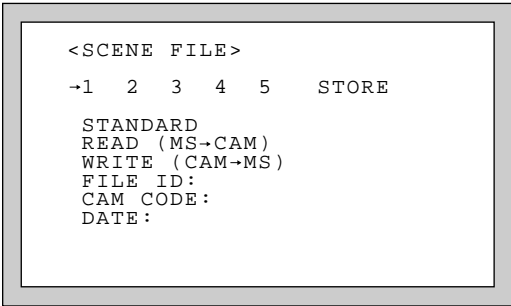 <SCENE FILE>
→1 2 3 4 5 STORE
STANDARD
READ (MS→CAM)
WRITE (CAM→MS)
FILE ID:
CAM CODE:
DATE: